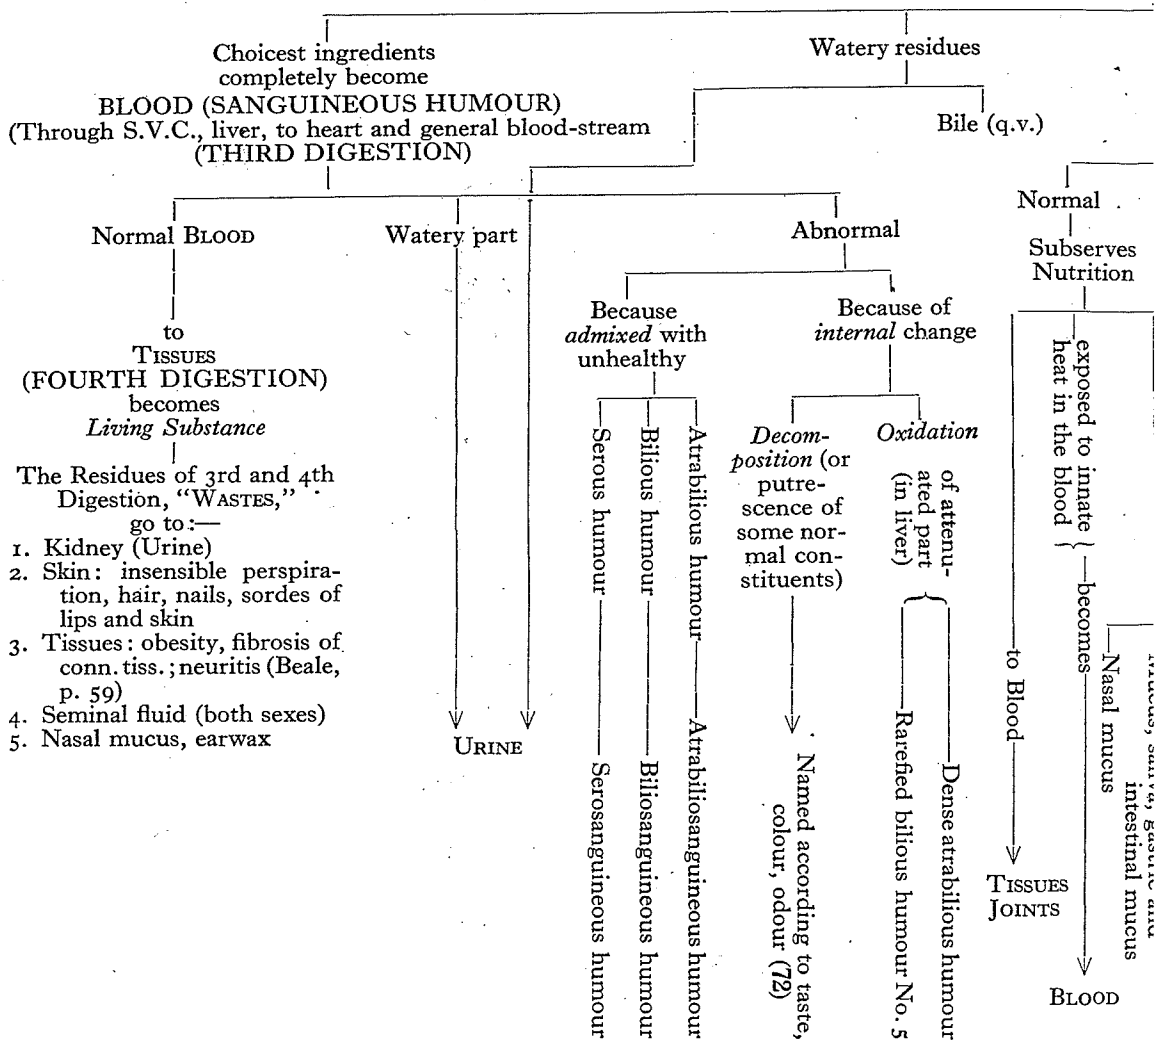 Choicest ingredients
completely become
BLOOD (SANGUINEOUS HUMOUR)
(Through S.V.C., liver, to heart and general blood-stream
(THIRD DIGESTION)
Watery residues
Bile (q.v.)
Normal BLOOD
Watery part
Abnormal
Normal
Subserves
Nutrition
to
TISSUES
(FOURTH DIGESTION)
becomes
Living Substance
The Residues of 3rd and 4th
Digestion, “WASTES,”
go to:—
1. Kidney (Urine)
2. Skin: insensible perspira-
tion, hair, nails, sordes of
lips and skin
3. Tissues: obesity, fibrosis of
conn. tiss.; neuritis (Beale,
p. 59)
4. Seminal fluid (both sexes)
5. Nasal mucus, earwax
URINE
Because
admixed with
unhealthy
Serous humour
Serosanguineous humour
Bilious humour
Biliosanguineous humour
Atrabilious humour
Atrabiliosanguineous humour
Because of
internal change
Decom-
position (or
putre-
scence of
some nor-
mal con-
stituents)
Named according to taste,
colour, odour (72)
Oxidation
of attenu-
ated part
(in liver)
Dense atrabilious humour
Rarefied bilious humour No. 5
to Blood
TISSUES
JOINTS
exposed to innate
heat in the blood
becomes
BLOOD
Nasal mucus
intestinal mucus